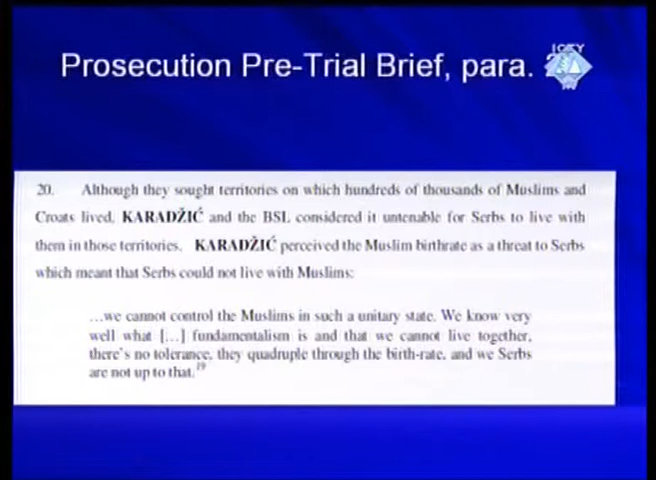 Prosecution Pre-Trial Brief, para.
ICTY
20. Although they sought territories on which hundreds of thousands of Muslims and
Croats lived, KARADŽIĆ and the BSL considered it untenable for Serbs to live with
them in those territories. KARADŽIĆ perceived the Muslim birthrate as a threat to Serbs
which meant that Serbs could not live with Muslims:
...we cannot control the Muslims in such a unitary state. We know very
well what [...] fundamentalism is and that we cannot live together,
there's no tolerance, they quadruple through the birth-rate, and we Serbs
are not up to that.19